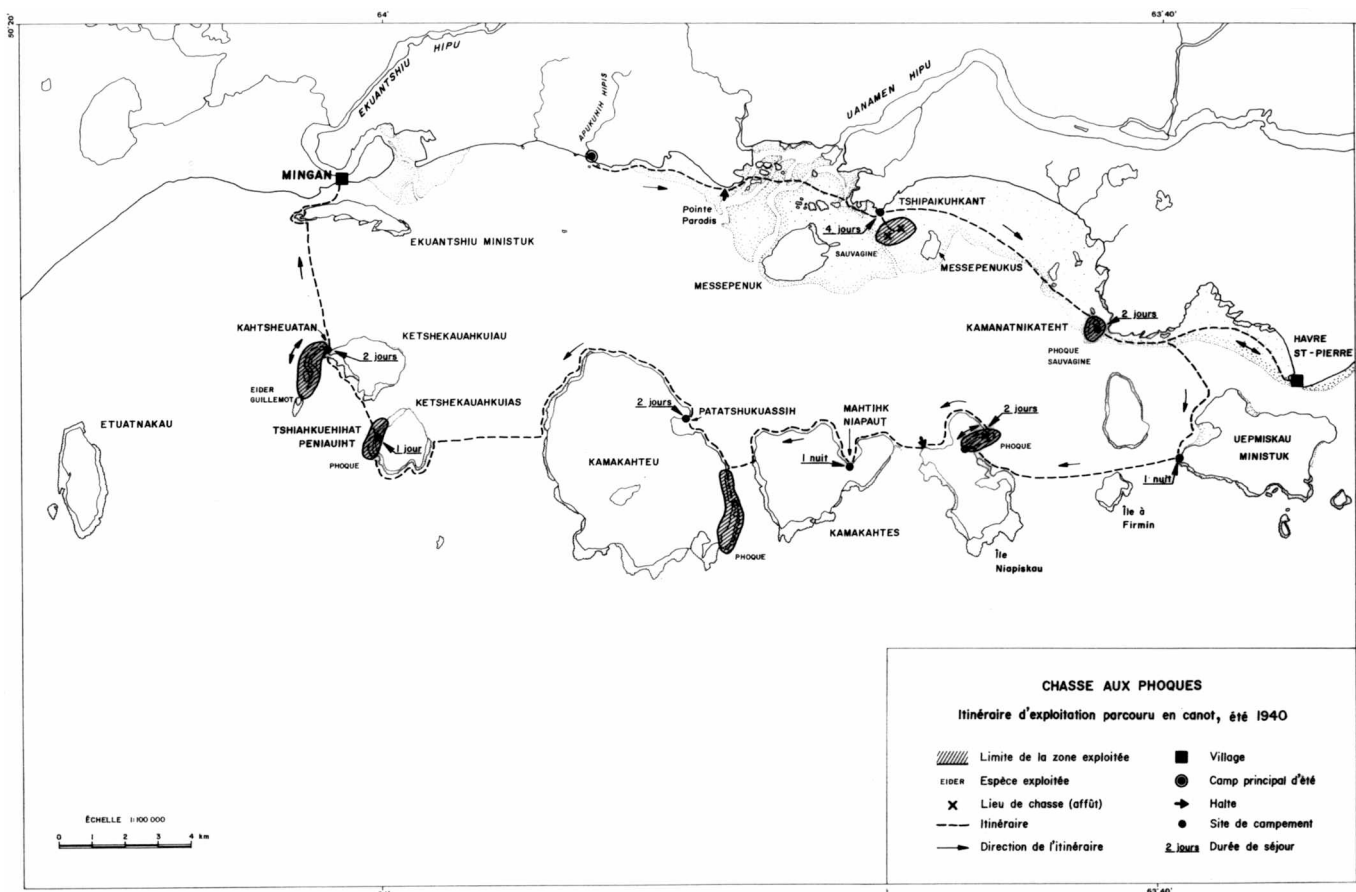 64
63°40'
50°20'
EKUANTSHIU HIPU
APUKUHIH HIPIS
UANAMEN HIPU
MINGAN
Pointe
Paradis
TSHIPAIKUHKANT
4 jours
SAUVAGINE
EKUANTSHIU MINISTUK
MESSEPENUKUS
MESSEPENUK
KAHTSHEUATAN
KETSHEKAUAHKUIAU
2 jours
KAMANATNIKATEHT
2 jours
PHOQUE
SAUVAGINE
HAVRE
ST-PIERRE
EIDER
GUILLEMOT
KETSHEKAUAHKUIAS
ETUATNAKAU
TSHIAHKUEHIHAT
PENIAUIHT
1 jour
PHOQUE
2 jours
PATATSHUKUASSIH
MAHTIHK
NIAPAUT
2 jours
PHOQUE
UEPMISKAU
MINISTUK
KAMAKAHTEU
1 nuit
1 nuit
KAMAKAHTES
Île à
Firmin
PHOQUE
Île
Niapiskau
CHASSE AUX PHOQUES
Itinéraire d'exploitation parcouru en canot, été 1940
Limite de la zone exploitée
Village
EIDER Espèce exploitée
Camp principal d'été
Lieu de chasse (affût)
Halte
Itinéraire
Site de campement
Direction de l'itinéraire
2 jours Durée de séjour
ÉCHELLE 1:100 000
0 1 2 3 4 km
63°40'